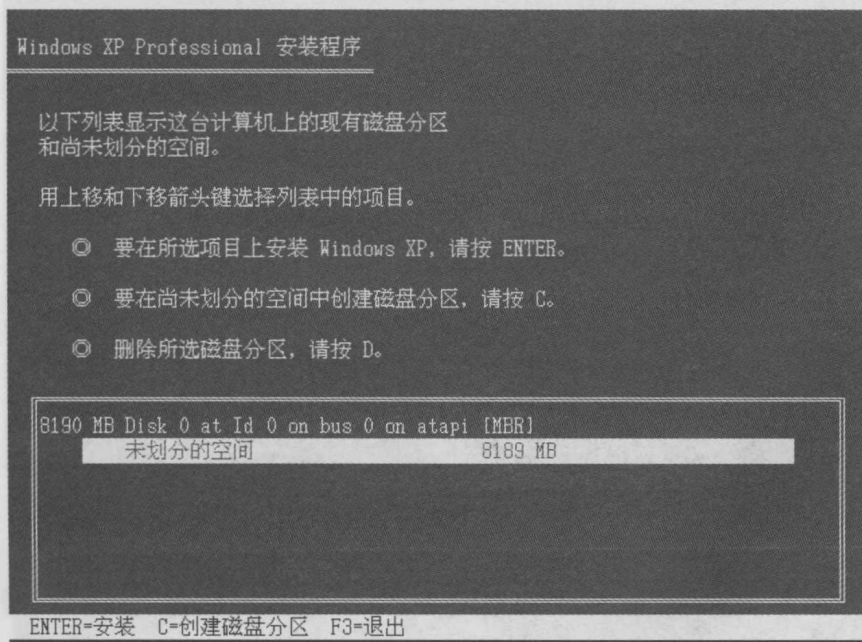 Windows XP Professional 安装程序
以下列表显示这台计算机上的现有磁盘分区
和尚未划分的空间。
用上移和下移箭头键选择列表中的项目。
◎ 要在所选项目上安装 Windows XP, 请按 ENTER。
◎ 要在尚未划分的空间中创建磁盘分区, 请按 C。
◎ 删除所选磁盘分区, 请按 D。
8190 MB Disk 0 at Id 0 on bus 0 on atapi [MBR]
未划分的空间 8189 MB
ENTER=安装 C=创建磁盘分区 F3=退出